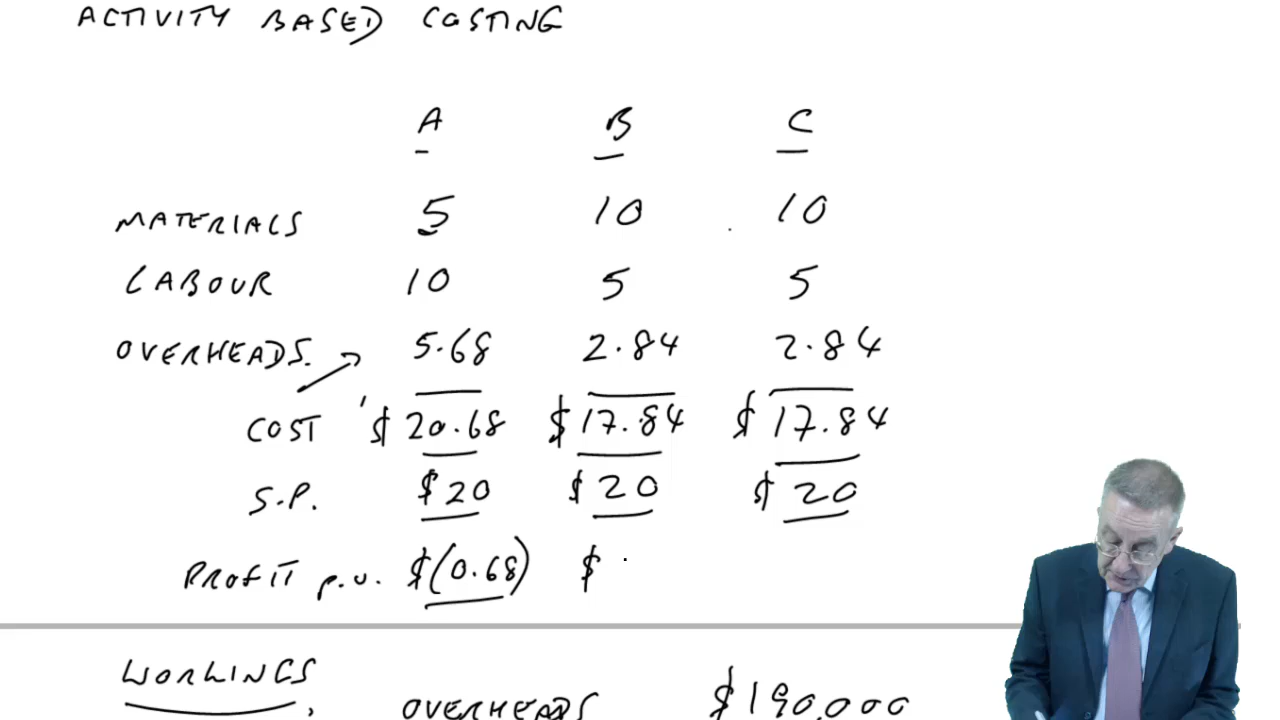 ACTIVITY BASED COSTING
A B C
MATERIALS 5 10 10
LABOUR 10 5 5
OVERHEADS. 5.68 2.84 2.84
COST $20.68 $17.84 $17.84
S.P. $20 $20 $20
PROFIT p.u. $(0.68) $
WORKINGS
OVERHEADS $190,000